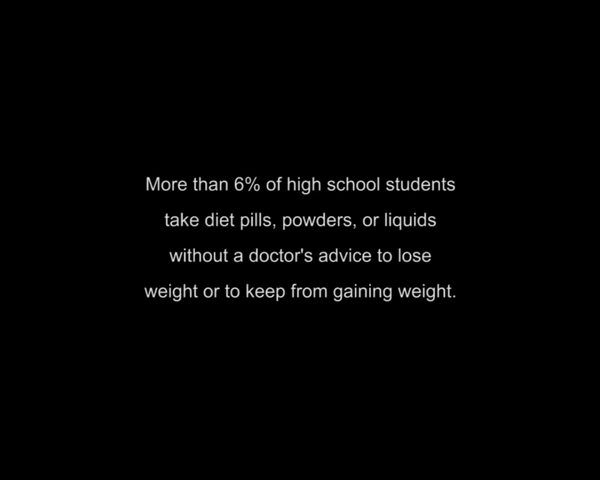 More than 6% of high school students
take diet pills, powders, or liquids
without a doctor's advice to lose
weight or to keep from gaining weight.